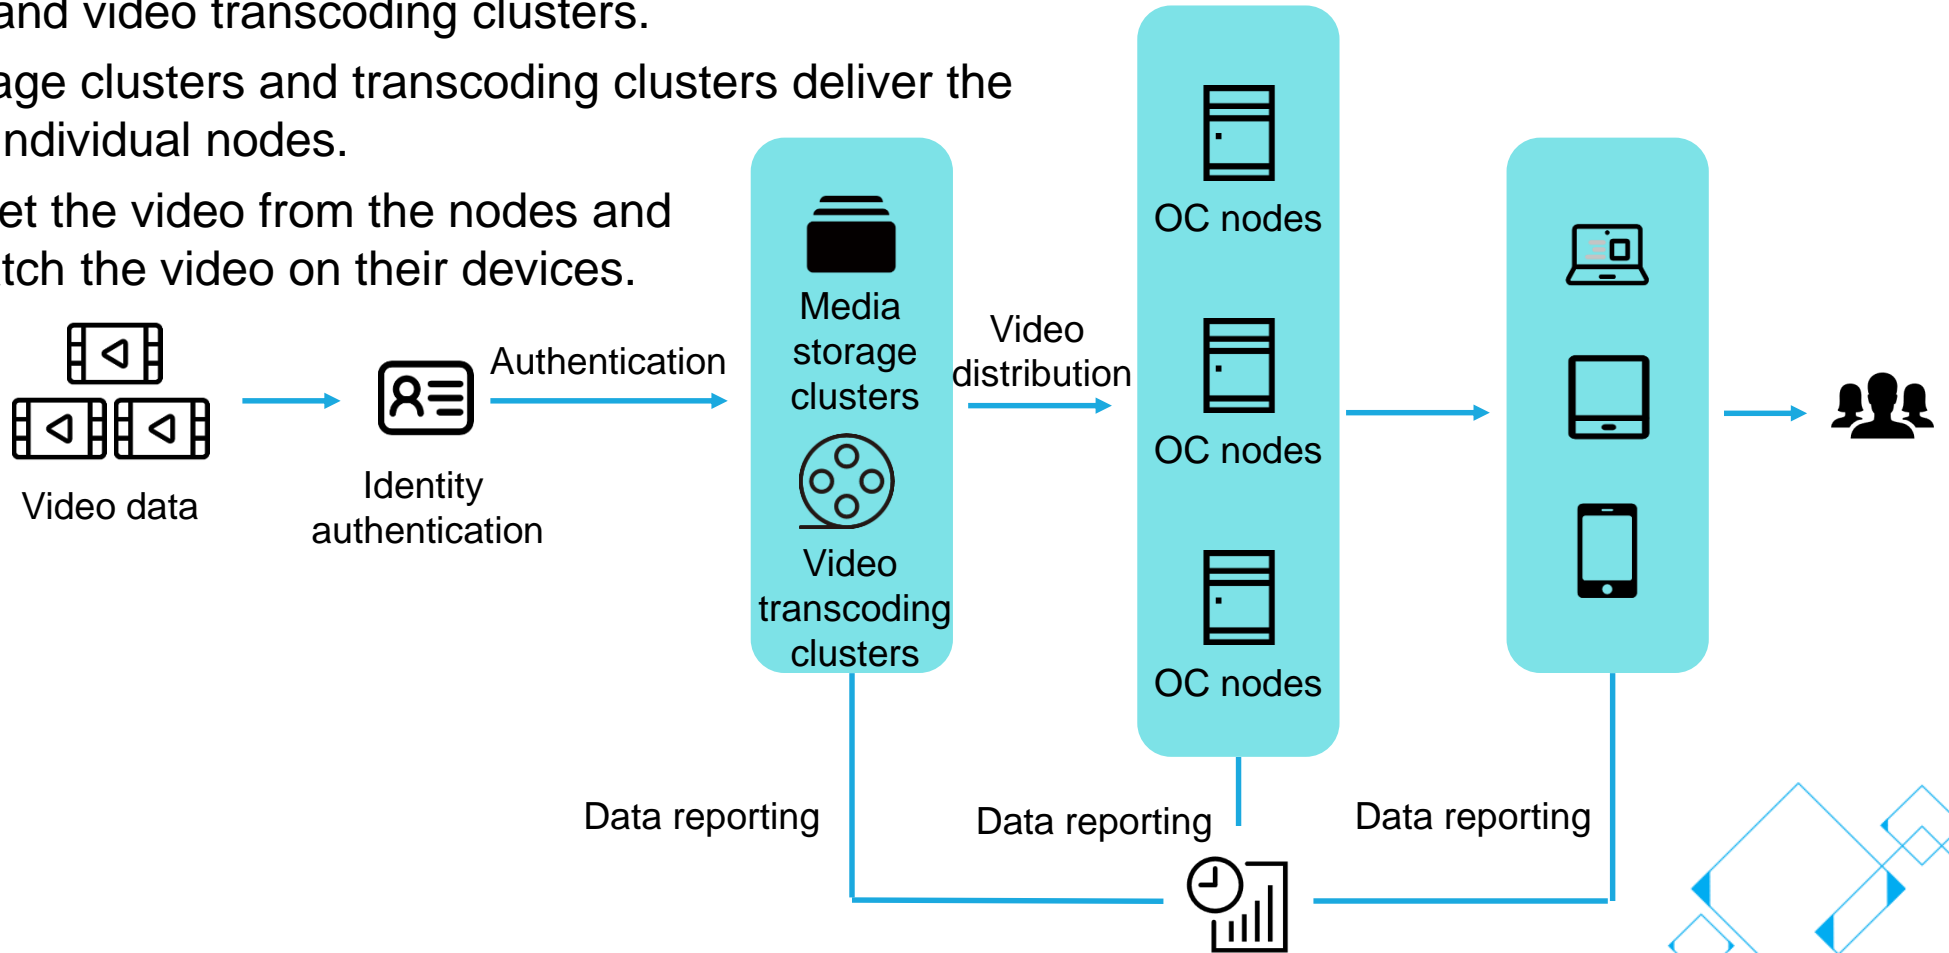 and video transcoding clusters.
age clusters and transcoding clusters deliver the
individual nodes.
et the video from the nodes and
tch the video on their devices.
Video data
Identity
authentication
Authentication
Media
storage
clusters
Video
transcoding
clusters
Video
distribution
OC nodes
OC nodes
OC nodes
Data reporting
Data reporting
Data reporting